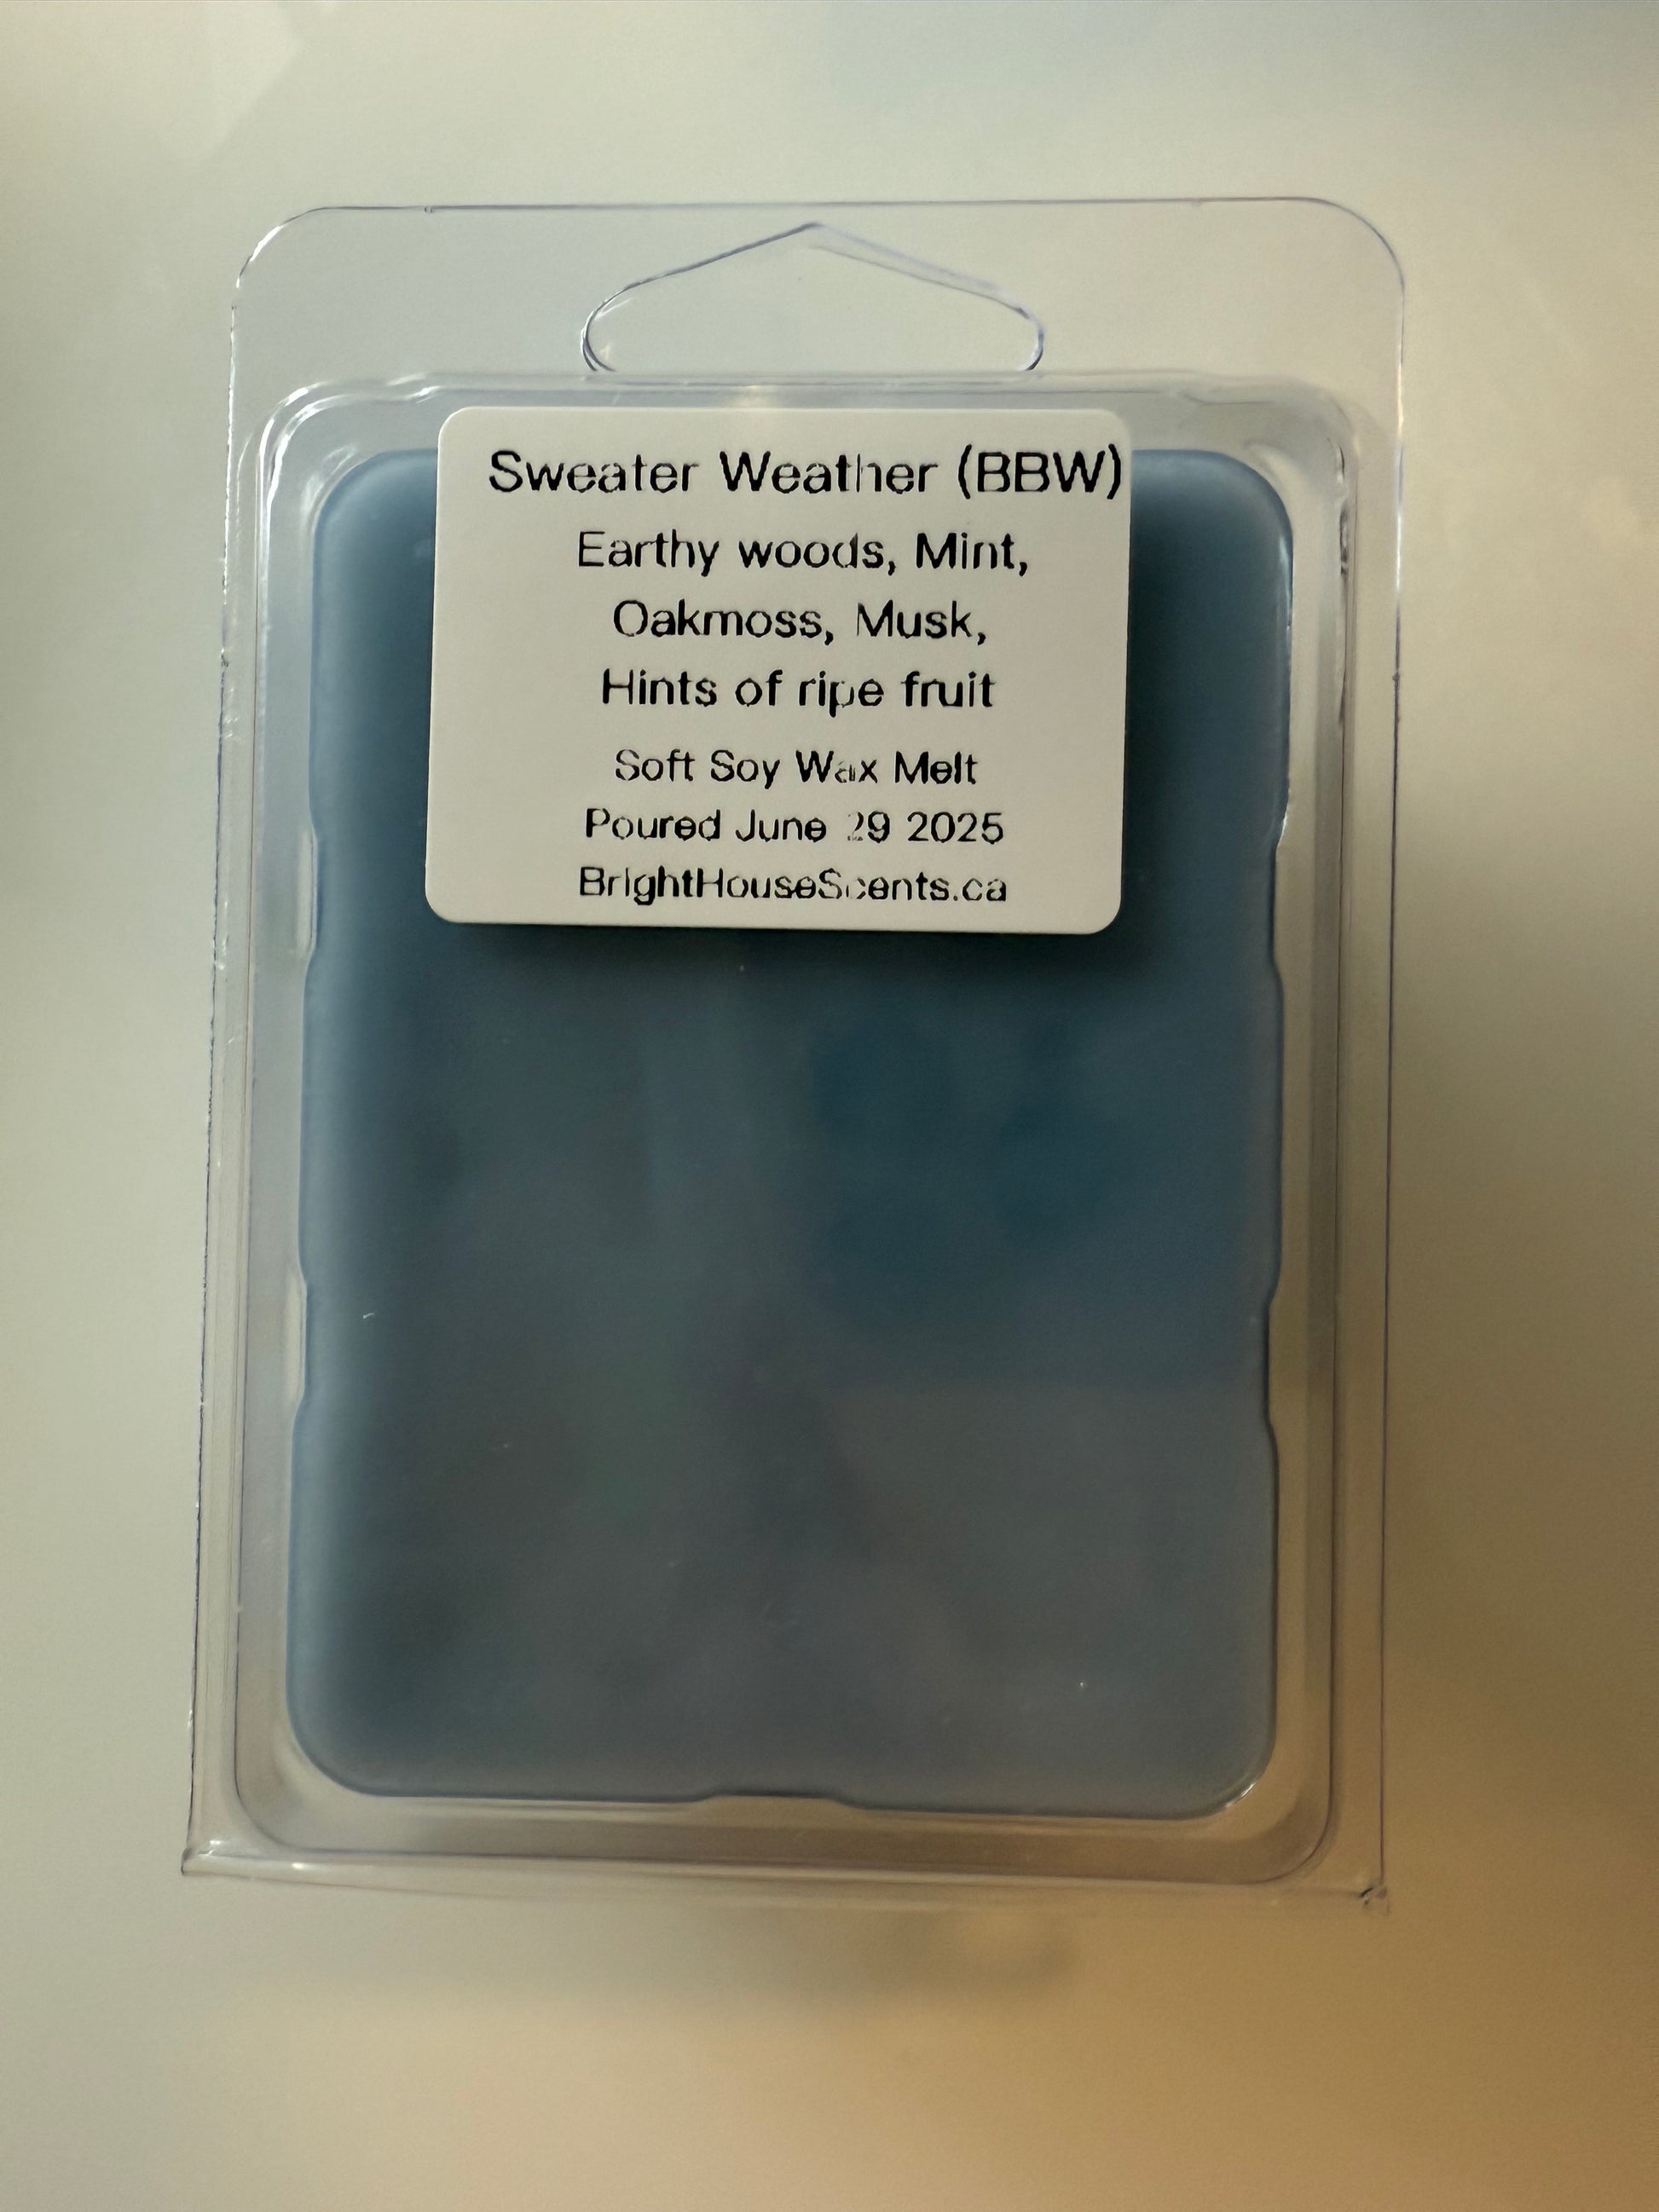 Sweater Weather (BBW)
Earthy woods, Mint,
Oakmoss, Musk,
Hints of ripe fruit
Soft Soy Wax Melt
Poured June 29 2025
BrightHouseScents.ca